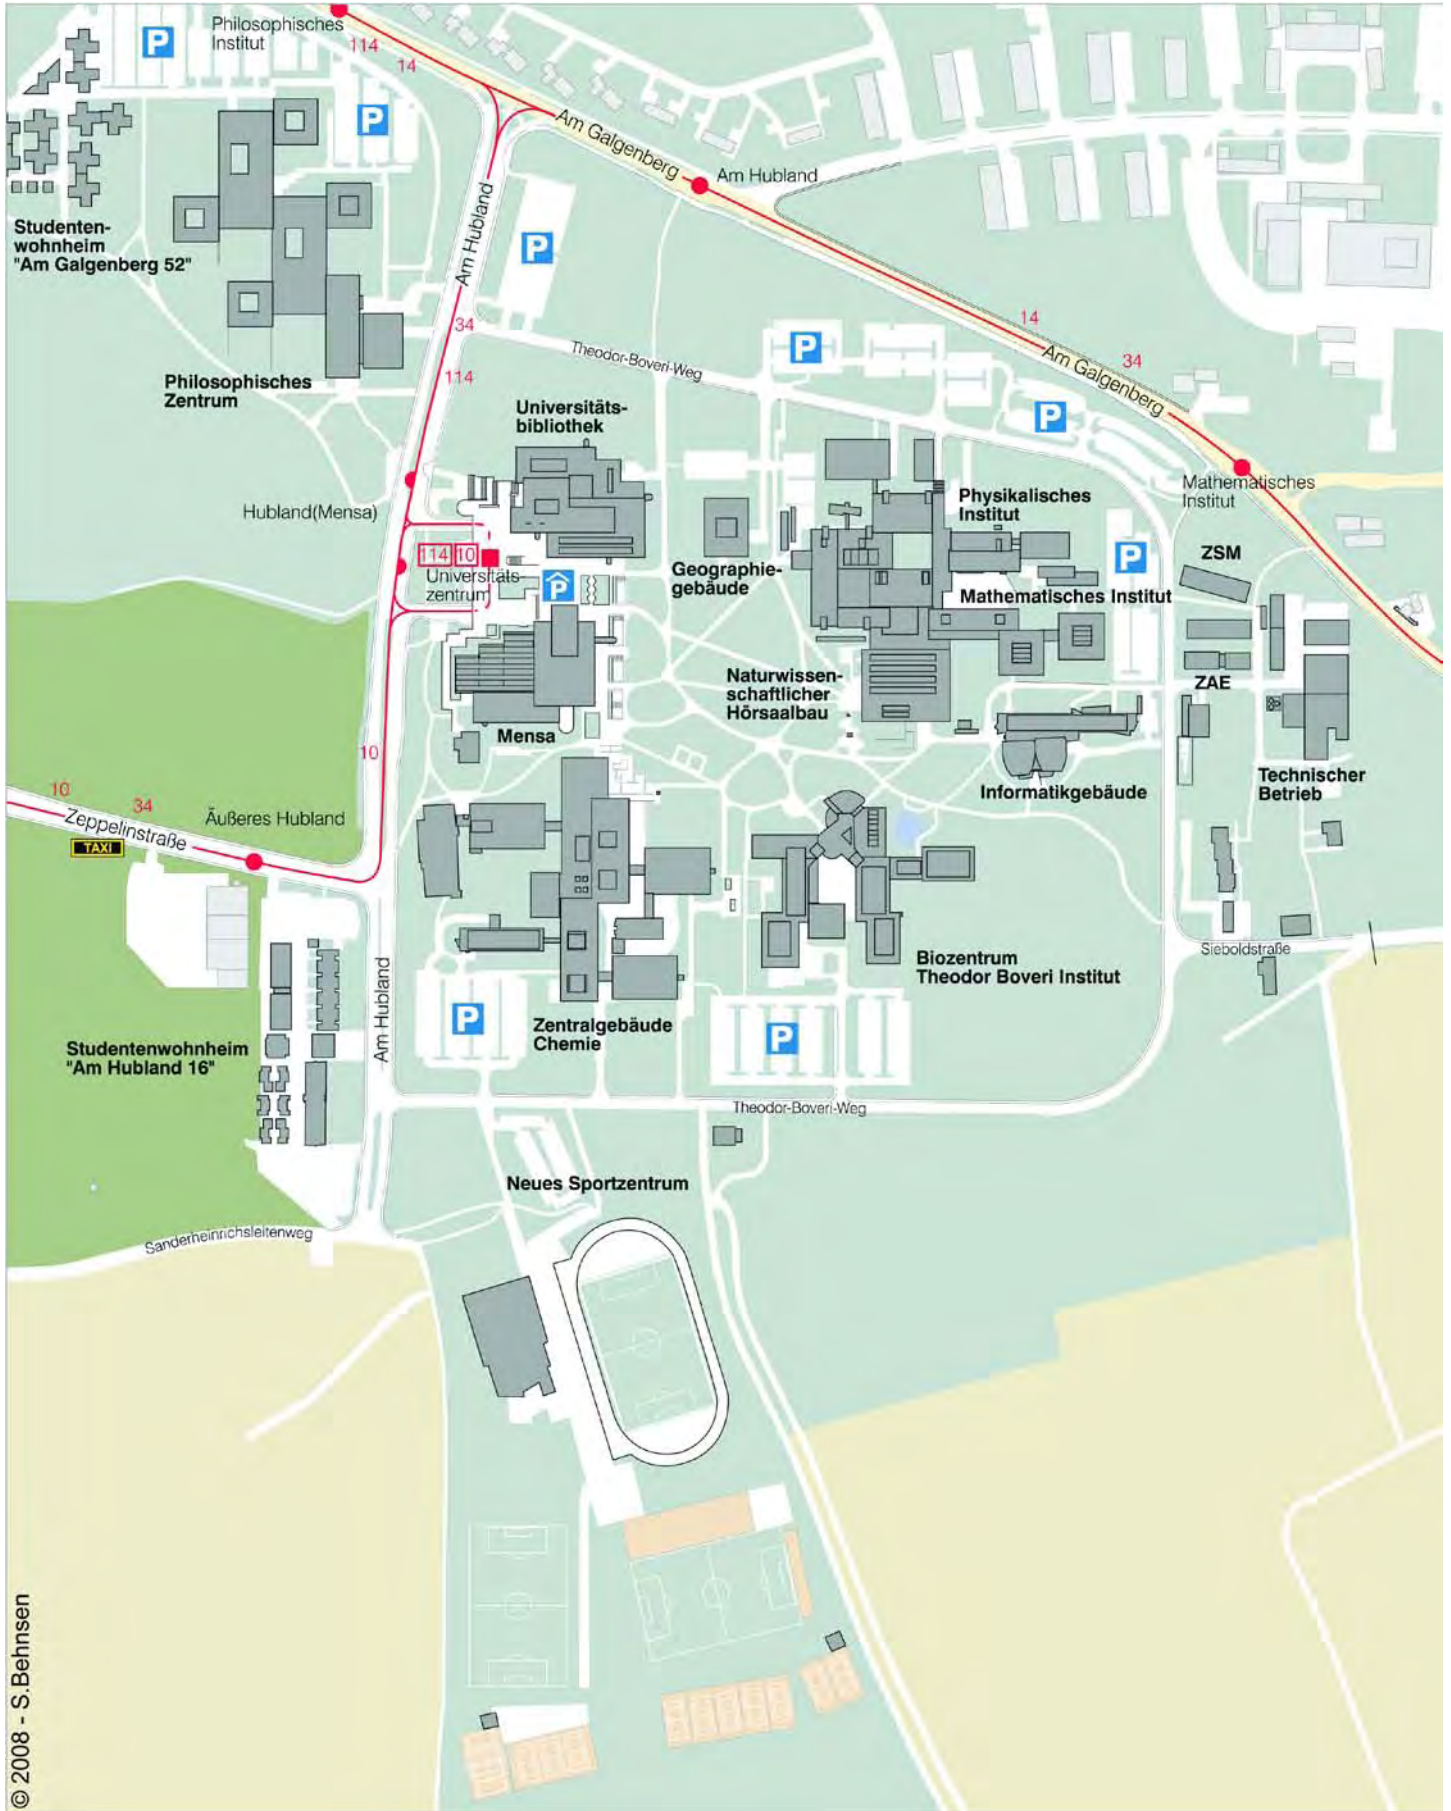 Philosophisches
Institut
P
114
14
P
Am Galgenberg
Am Hubland
Studenten-
wohnheim
"Am Galgenberg 52"
Am Hubland
P
34
14
Theodor-Boveri-Weg
P
Am Galgenberg
34
114
Philosophisches
Zentrum
Universitäts-
bibliothek
P
Mathematisches
Institut
Hubland(Mensa)
Physikalisches
Institut
114
10
Universitäts-
zentrum
P
Geographie-
gebäude
P
ZSM
Mathematisches Institut
Naturwissen-
schaftlicher
Hörsaalbau
ZAE
Mensa
10
Informatikgebäude
Technischer
Betrieb
10
34
Zeppelinstraße
Äußeres Hubland
TAXI
Sieboldstraße
Biozentrum
Theodor Boveri Institut
Am Hubland
P
Zentralgebäude
Chemie
P
Studentenwohnheim
"Am Hubland 16"
Theodor-Boveri-Weg
Neues Sportzentrum
Sanderheinrichsleitenweg
© 2008 - S.Behnsen